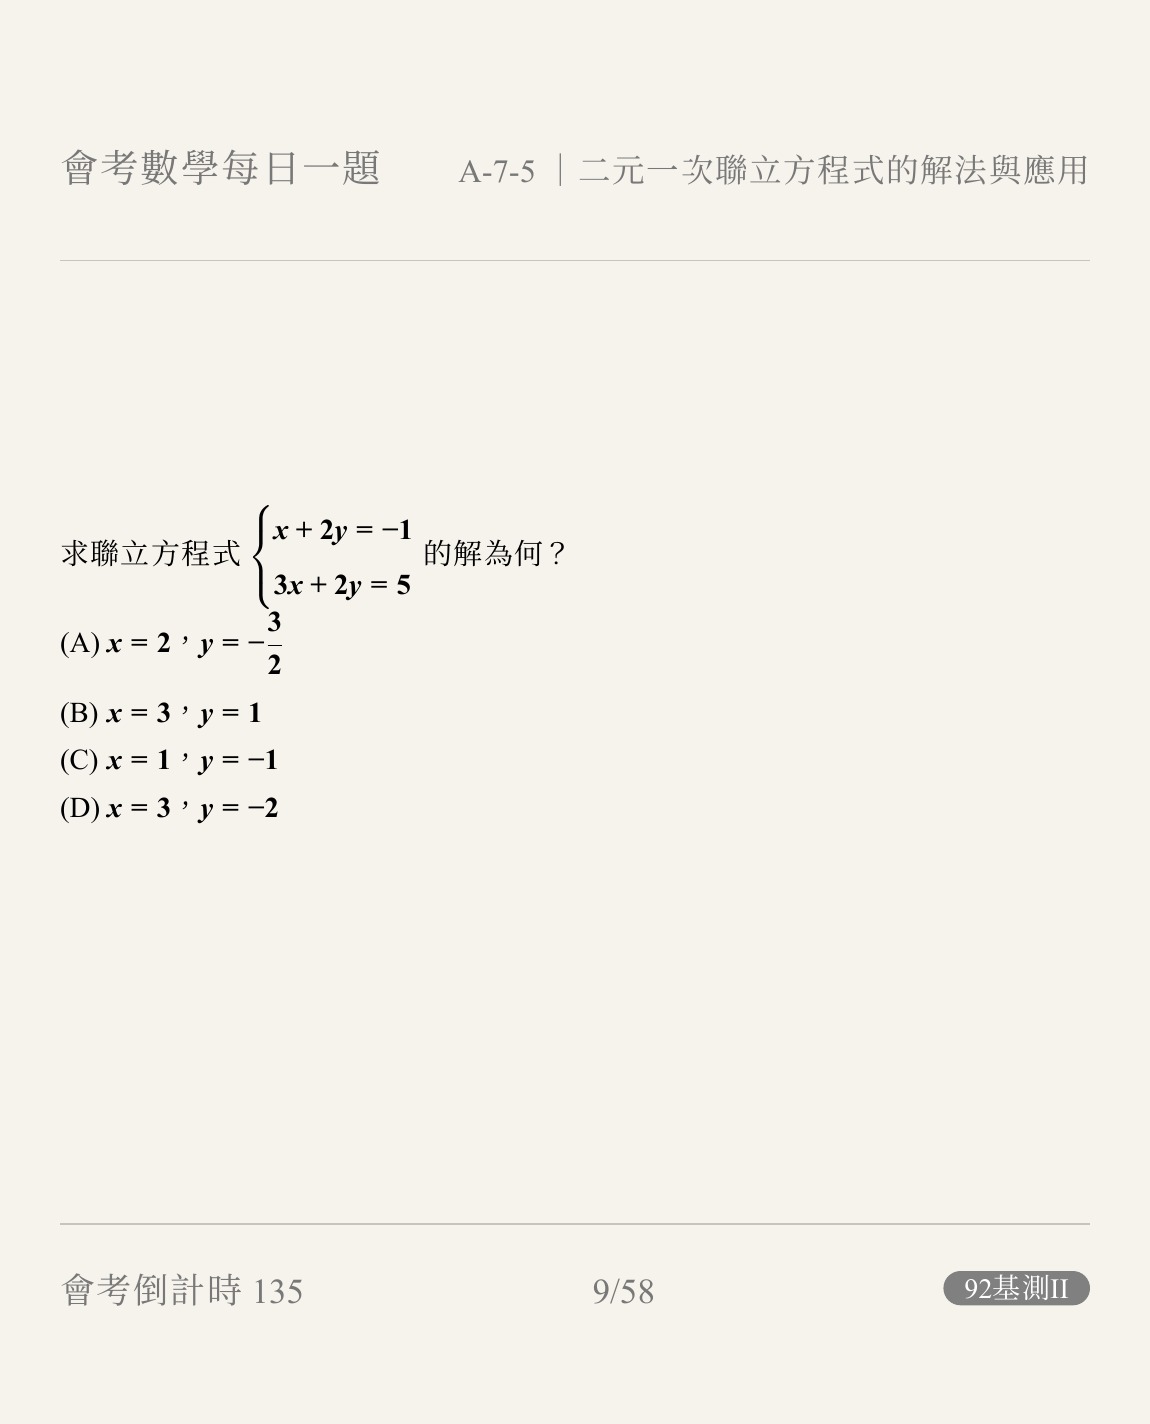 會考數學每日一題 A-7-5｜二元一次聯立方程式的解法與應用
求聯立方程式 { x + 2y = −1
3x + 2y = 5 的解為何？
(A) x = 2，y = −3/2
(B) x = 3，y = 1
(C) x = 1，y = −1
(D) x = 3，y = −2
會考倒計時 135 9/58 92基測II